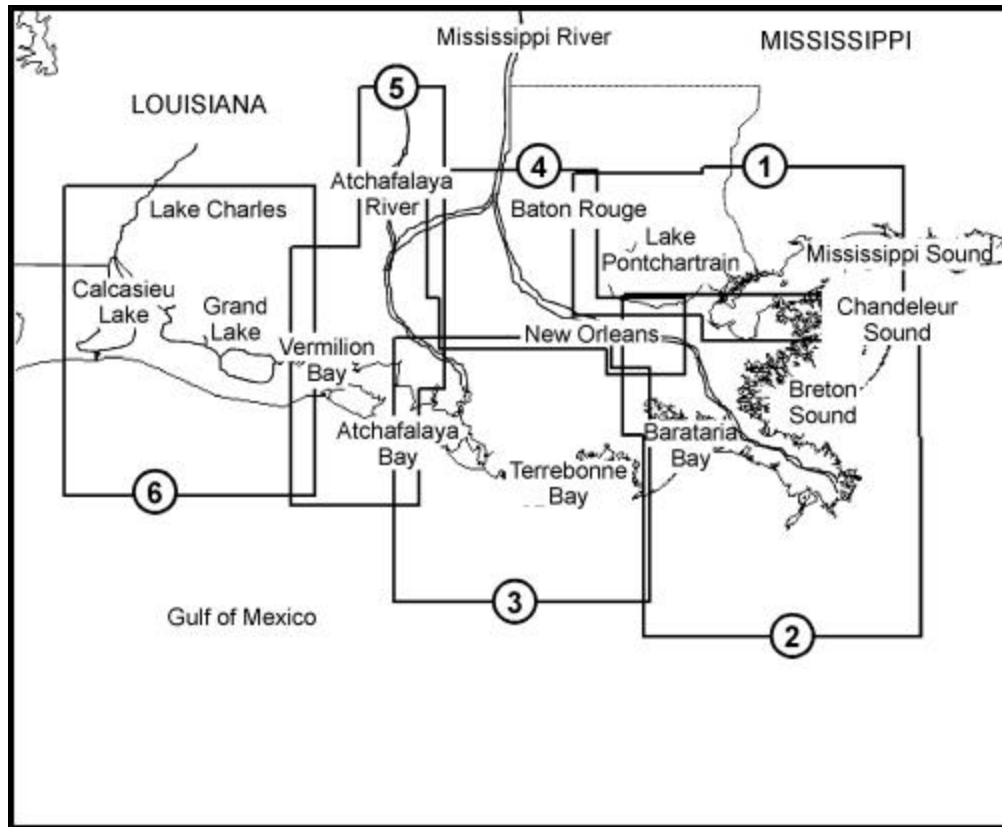 Mississippi River
MISSISSIPPI
5
LOUISIANA
4
1
Atchafalaya
River
Lake Charles
Baton Rouge
Lake
Pontchartrain
Mississippi Sound
Calcasieu
Lake
Grand
Lake
Chandeleur
Sound
New Orleans
Vermilion
Bay
Breton
Sound
Atchafalaya
Bay
Barataria
Bay
Terrebonne
Bay
6
3
Gulf of Mexico
2